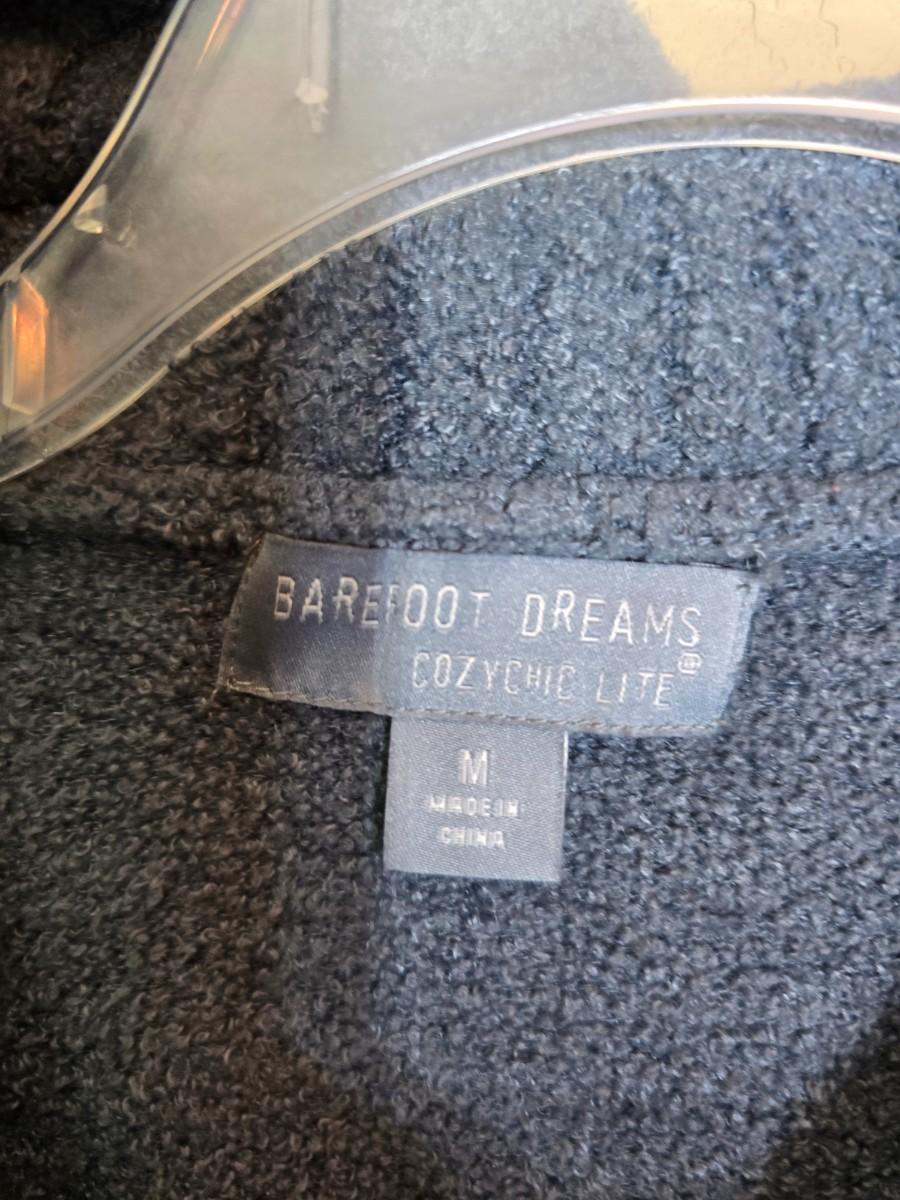 BAREFOOT DREAMS
COZYCHIC LITE®
M
MADE IN
CHINA